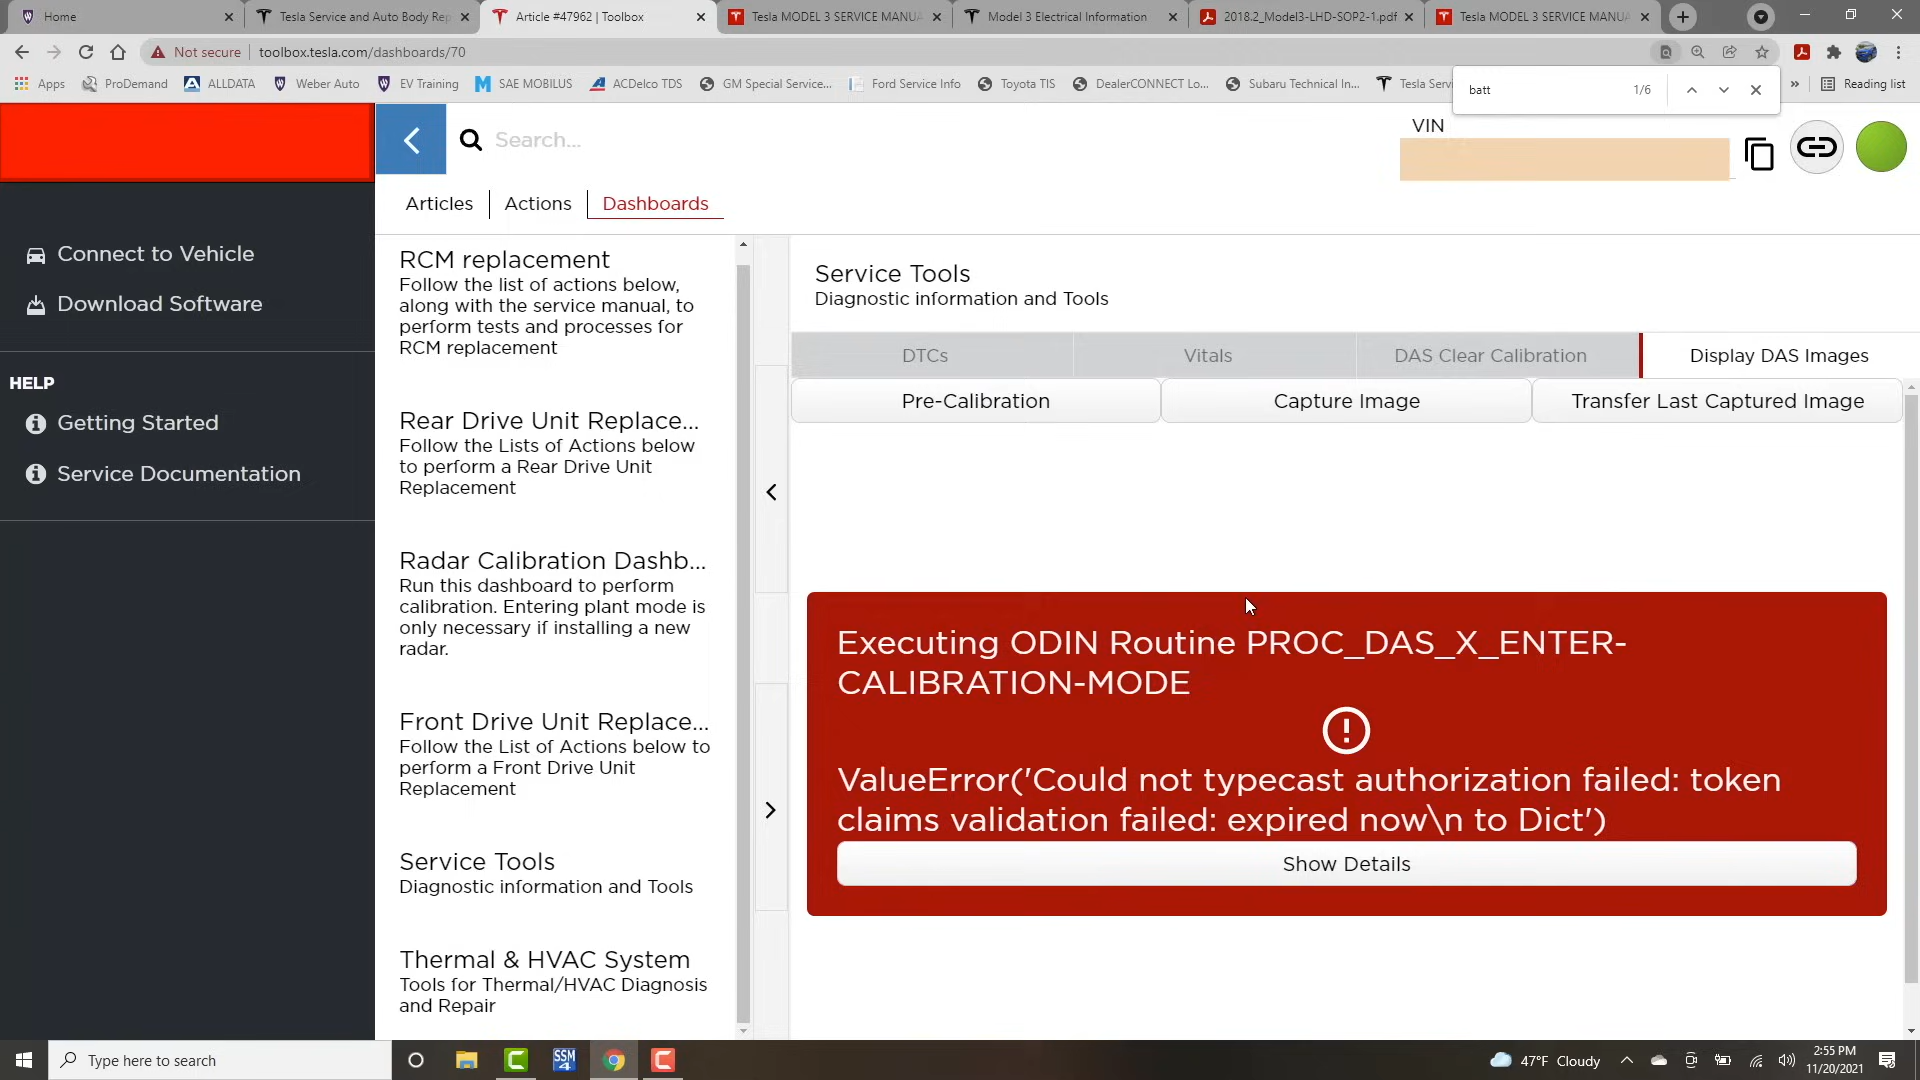 Home
Tesla Service and Auto Body Rep
Article #47962 | Toolbox
Tesla MODEL 3 SERVICE MANUA
Model 3 Electrical Information
2018.2_Model3-LHD-SOP2-1.pdf
Tesla MODEL 3 SERVICE MANUA
Not secure
toolbox.tesla.com/dashboards/70
Apps
ProDemand
ALLDATA
Weber Auto
EV Training
SAE MOBILUS
ACDelco TDS
GM Special Service...
Ford Service Info
Toyota TIS
DealerCONNECT Lo...
Subaru Technical In...
Tesla Servi
Reading list
batt
1/6
Search...
VIN
Articles
Actions
Dashboards
Connect to Vehicle
Download Software
HELP
Getting Started
Service Documentation
RCM replacement
Follow the list of actions below,
along with the service manual, to
perform tests and processes for
RCM replacement
Rear Drive Unit Replace...
Follow the Lists of Actions below
to perform a Rear Drive Unit
Replacement
Radar Calibration Dashb...
Run this dashboard to perform
calibration. Entering plant mode is
only necessary if installing a new
radar.
Front Drive Unit Replace...
Follow the List of Actions below to
perform a Front Drive Unit
Replacement
Service Tools
Diagnostic information and Tools
Thermal & HVAC System
Tools for Thermal/HVAC Diagnosis
and Repair
Service Tools
Diagnostic information and Tools
DTCs
Vitals
DAS Clear Calibration
Display DAS Images
Pre-Calibration
Capture Image
Transfer Last Captured Image
Executing ODIN Routine PROC_DAS_X_ENTER-
CALIBRATION-MODE
ValueError('Could not typecast authorization failed: token
claims validation failed: expired now\n to Dict')
Show Details
Type here to search
SSM
4
47°F Cloudy
2:55 PM
11/20/2021